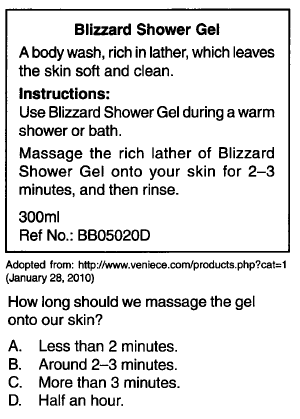 Blizzard Shower Gel
A body wash, rich in lather, which leaves
the skin soft and clean.
Instructions:
Use Blizzard Shower Gel during a warm
shower or bath.
Massage the rich lather of Blizzard
Shower Gel onto your skin for 2–3
minutes, and then rinse.
300ml
Ref No.: BB05020D
Adopted from: http://www.veniece.com/products.php?cat=1
(January 28, 2010)
How long should we massage the gel
onto our skin?
A. Less than 2 minutes.
B. Around 2–3 minutes.
C. More than 3 minutes.
D. Half an hour.